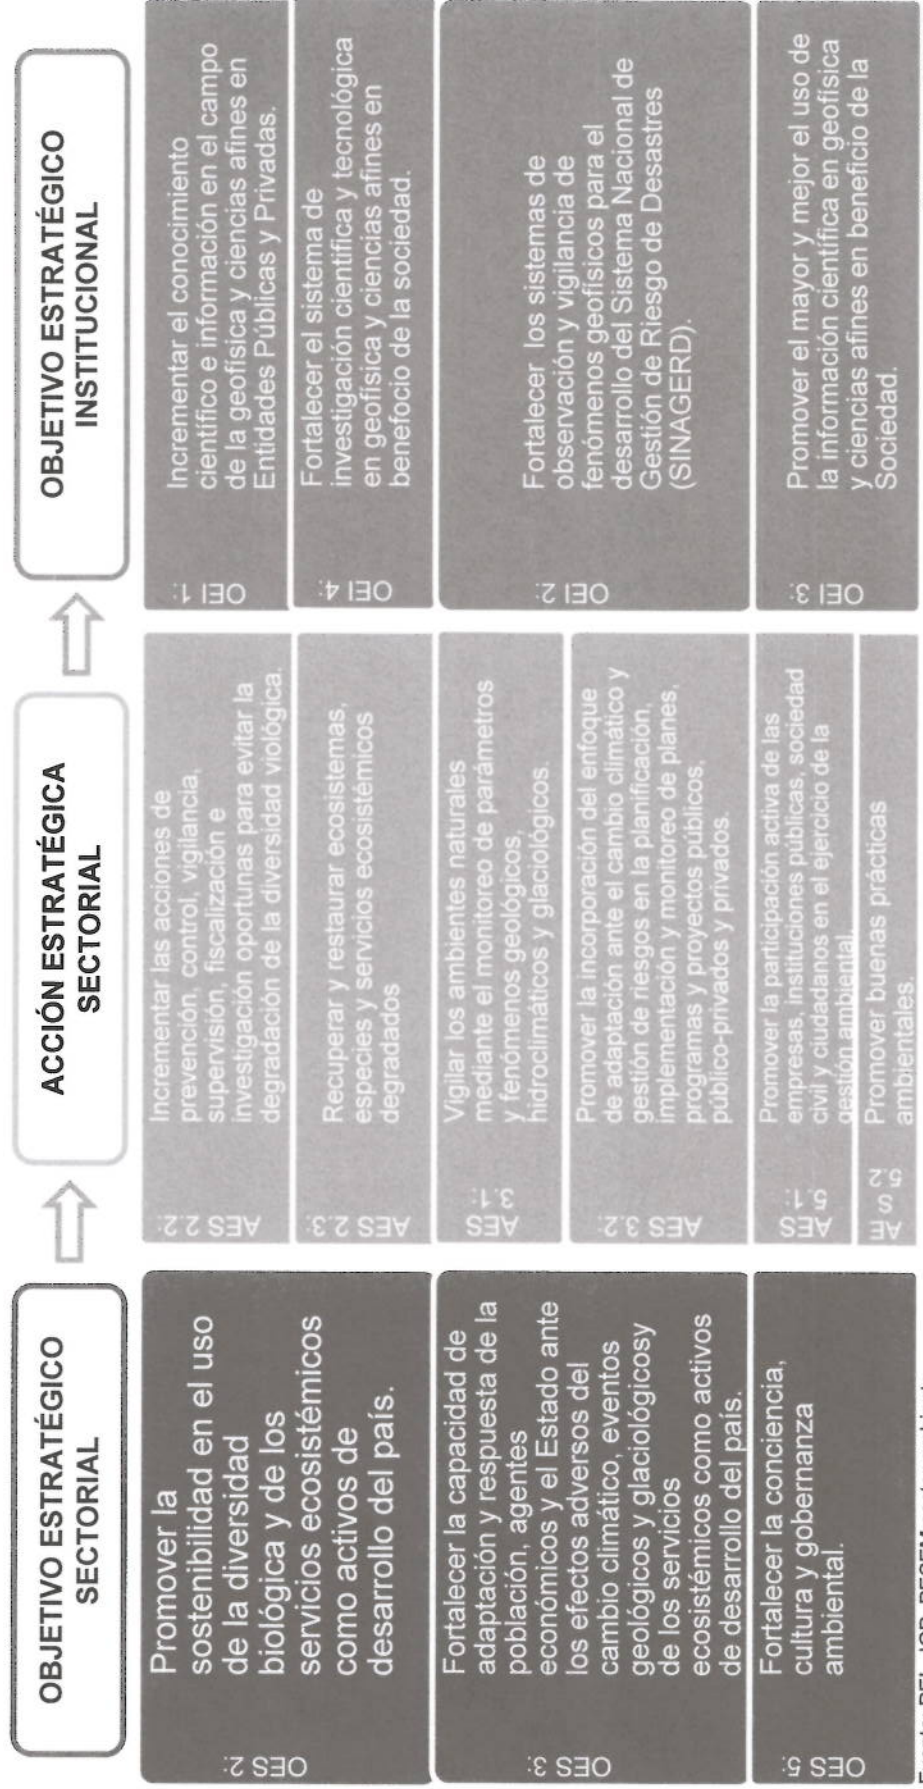 OBJETIVO ESTRATÉGICO
SECTORIAL
ACCIÓN ESTRATÉGICA
SECTORIAL
OBJETIVO ESTRATÉGICO
INSTITUCIONAL
OES 2:
Promover la
sostenibilidad en el uso
de la diversidad
biológica y de los
servicios ecosistémicos
como activos de
desarrollo del país.
AES 2.2:
Incrementar las acciones de
prevención, control, vigilancia,
supervisión, fiscalización e
investigación oportunas para evitar la
degradación de la diversidad viológica.
OEI 1:
Incrementar el conocimiento
científico e información en el campo
de la geofísica y ciencias afines en
Entidades Públicas y Privadas.
AES 2.3:
Recuperar y restaurar ecosistemas,
especies y servicios ecosistémicos
degradados
OEI 4:
Fortalecer el sistema de
investigación científica y tecnológica
en geofísica y ciencias afines en
benefocio de la sociedad.
OES 3:
Fortalecer la capacidad de
adaptación y respuesta de la
población, agentes
económicos y el Estado ante
los efectos adversos del
cambio climático, eventos
geológicos y glaciológicosy
de los servicios
ecosistémicos como activos
de desarrollo del país.
AES
3.1:
Vigilar los ambientes naturales
mediante el mnitoreo de parámetros
y fenómenos geológicos,
hidroclimáticos y glaciológicos.
AES 3.2:
Promover la incorporación del enfoque
de adaptación ante el cambio climático y
gestión de riesgos en la planificación,
implementación y monitoreo de planes,
programas y proyectos públicos,
público-privados y privados.
OEI 2:
Fortalecer los sistemas de
observación y vigilancia de
fenómenos geofísicos para el
desarrollo del Sistema Nacional de
Gestión de Riesgo de Desastres
(SINAGERD).
OES 5:
Fortalecer la conciencia,
cultura y gobernanza
ambiental.
AES
5.1:
Promover la participación activa de las
empresas, instituciones públicas, sociedad
civil y ciudadanos en el ejercicio de la
gestión ambiental
AE
S
5.2
Promover buenas prácticas
ambientales.
OEI 3:
Promover el mayor y mejor el uso de
la información científica en geofísica
y ciencias afines en beneficio de la
Sociedad.